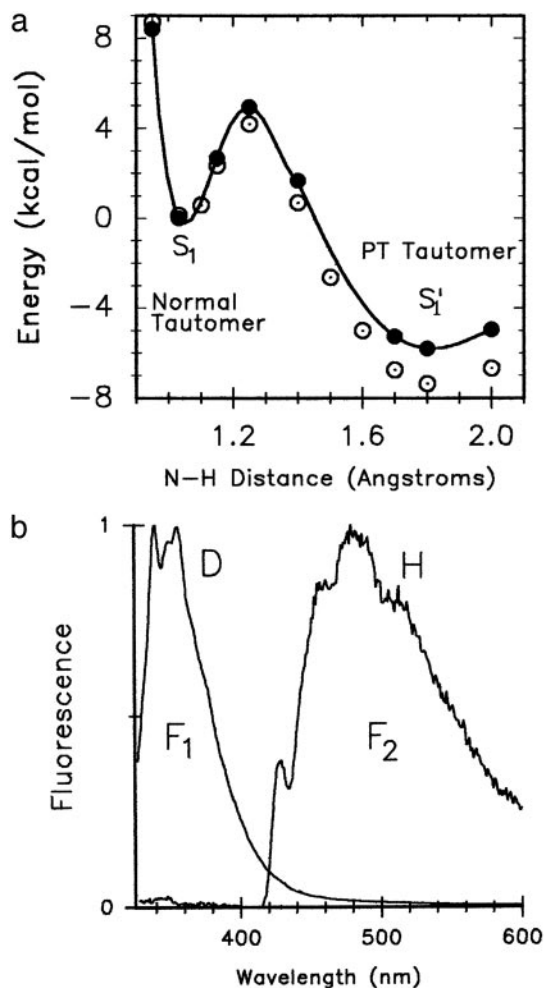 a
8
4
0
−4
−8
Energy (kcal/mol)
S₁
Normal
Tautomer
PT Tautomer
S₁'
1.2
1.6
2.0
N−H Distance (Angstroms)
b
1
0
Fluorescence
D
H
F₁
F₂
400
500
600
Wavelength (nm)